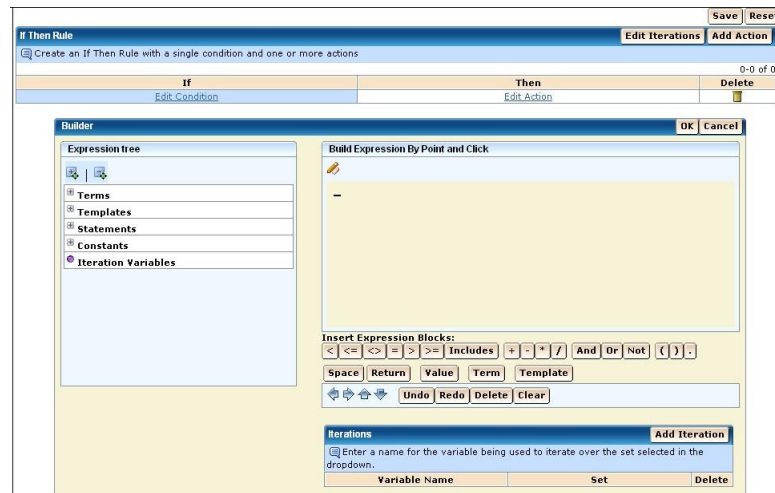 Save Rese
If Then Rule Edit Iterations Add Action
Create an If Then Rule with a single condition and one or more actions
0-0 of 0
If Then Delete
Edit Condition Edit Action
Builder OK Cancel
Expression tree
|
Terms
Templates
Statements
Constants
Iteration Variables
Build Expression By Point and Click
_
Insert Expression Blocks:
< <= <> = > >= Includes + - * / And Or Not ( ) .
Space Return Value Term Template
Undo Redo Delete Clear
Iterations Add Iteration
Enter a name for the variable being used to iterate over the set selected in the
dropdown.
Variable Name Set Delete